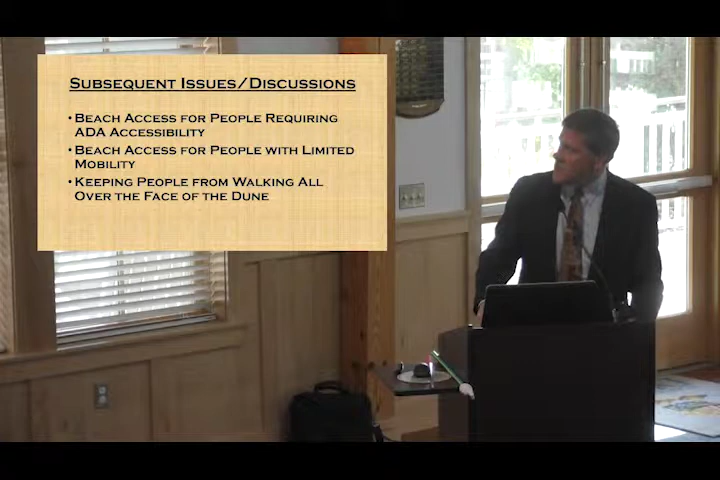 SUBSEQUENT ISSUES/DISCUSSIONS
• BEACH ACCESS FOR PEOPLE REQUIRING
ADA ACCESSIBILITY
• BEACH ACCESS FOR PEOPLE WITH LIMITED
MOBILITY
• KEEPING PEOPLE FROM WALKING ALL
OVER THE FACE OF THE DUNE